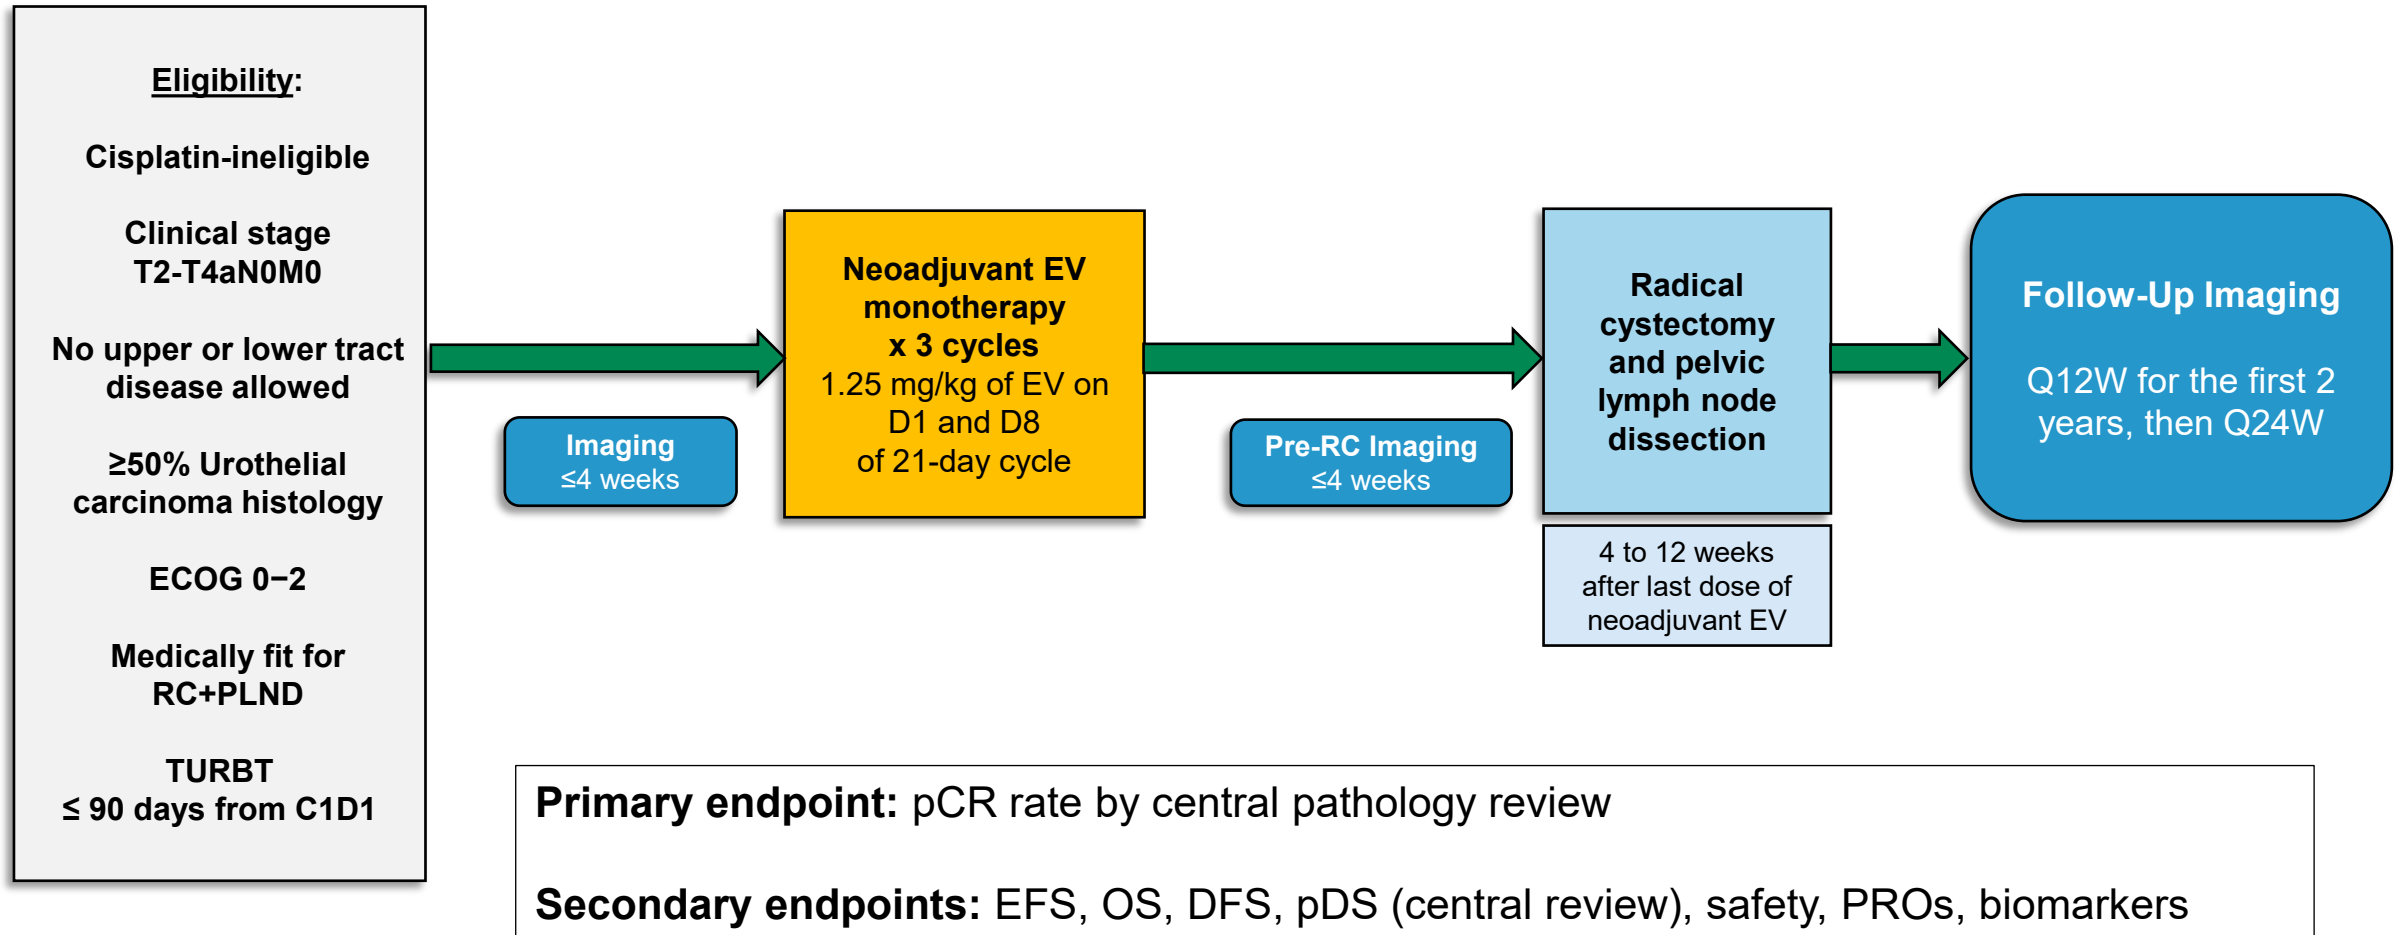 Eligibility:
Cisplatin-ineligible
Clinical stage
T2-T4aN0M0
No upper or lower tract
disease allowed
≥50% Urothelial
carcinoma histology
ECOG 0−2
Medically fit for
RC+PLND
TURBT
≤ 90 days from C1D1
Imaging
≤4 weeks
Neoadjuvant EV
monotherapy
x 3 cycles
1.25 mg/kg of EV on
D1 and D8
of 21-day cycle
Pre-RC Imaging
≤4 weeks
Radical
cystectomy
and pelvic
lymph node
dissection
4 to 12 weeks
after last dose of
neoadjuvant EV
Follow-Up Imaging
Q12W for the first 2
years, then Q24W
Primary endpoint: pCR rate by central pathology review
Secondary endpoints: EFS, OS, DFS, pDS (central review), safety, PROs, biomarkers